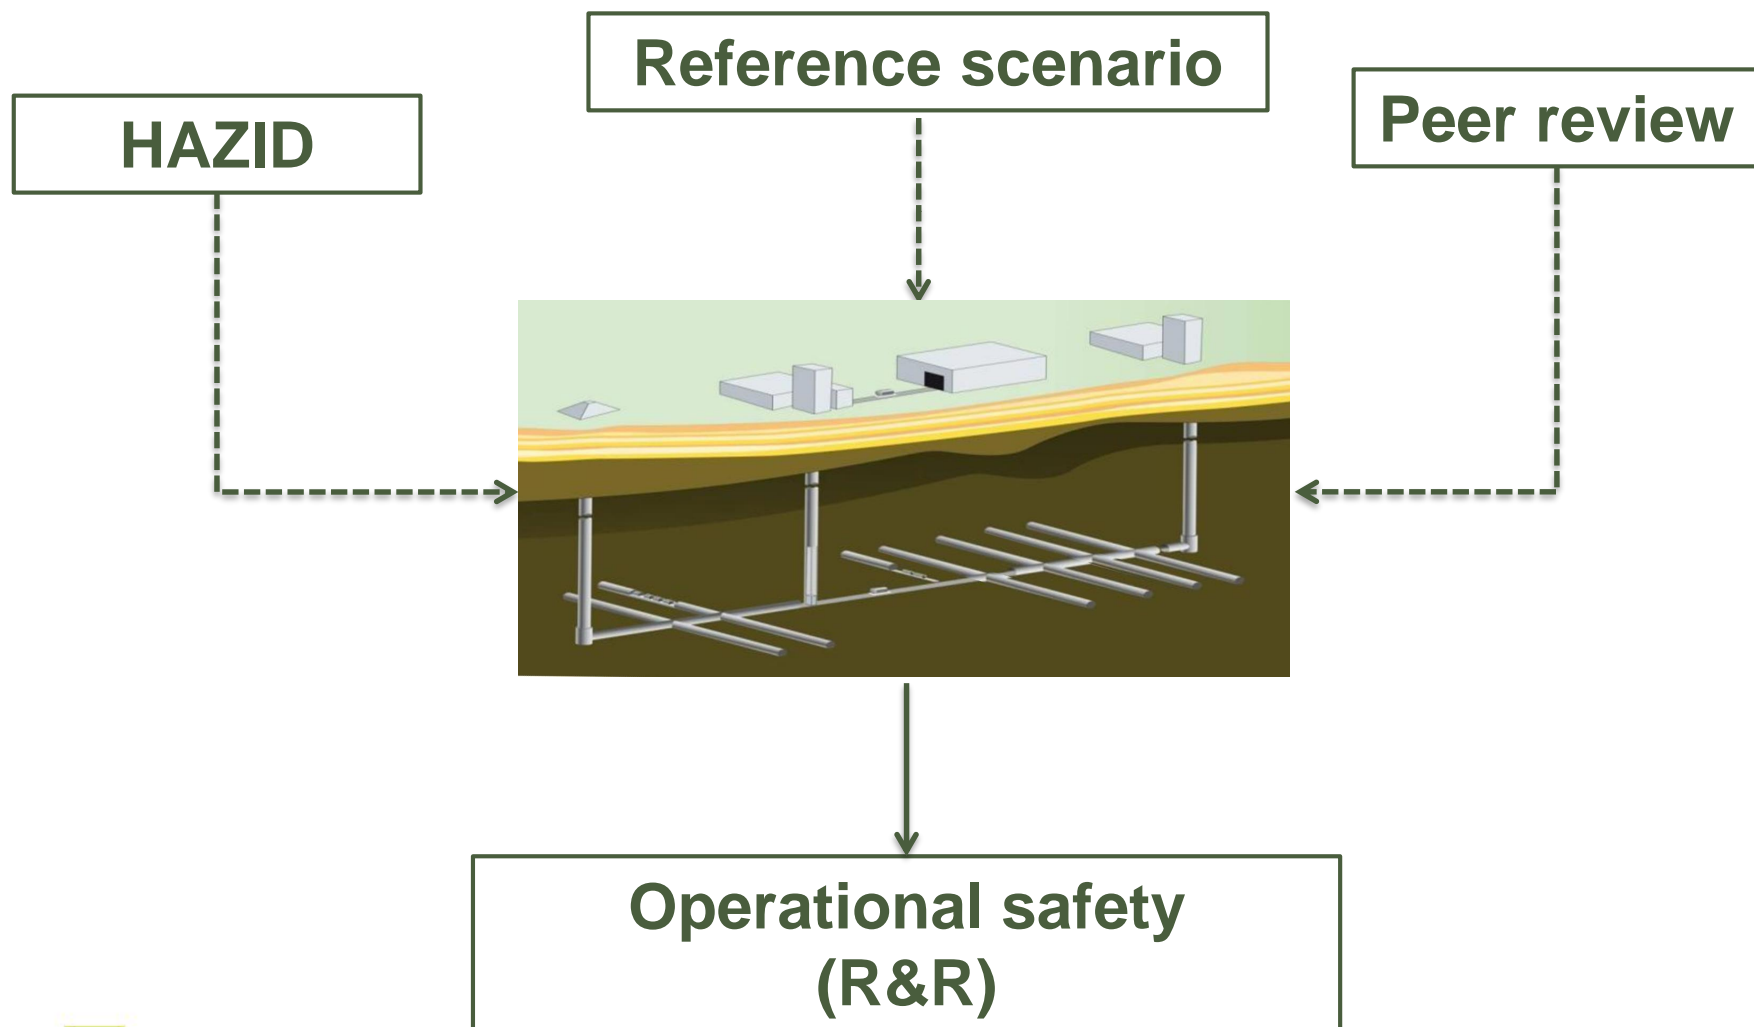 Reference scenario
HAZID
Peer review
Operational safety
(R&R)